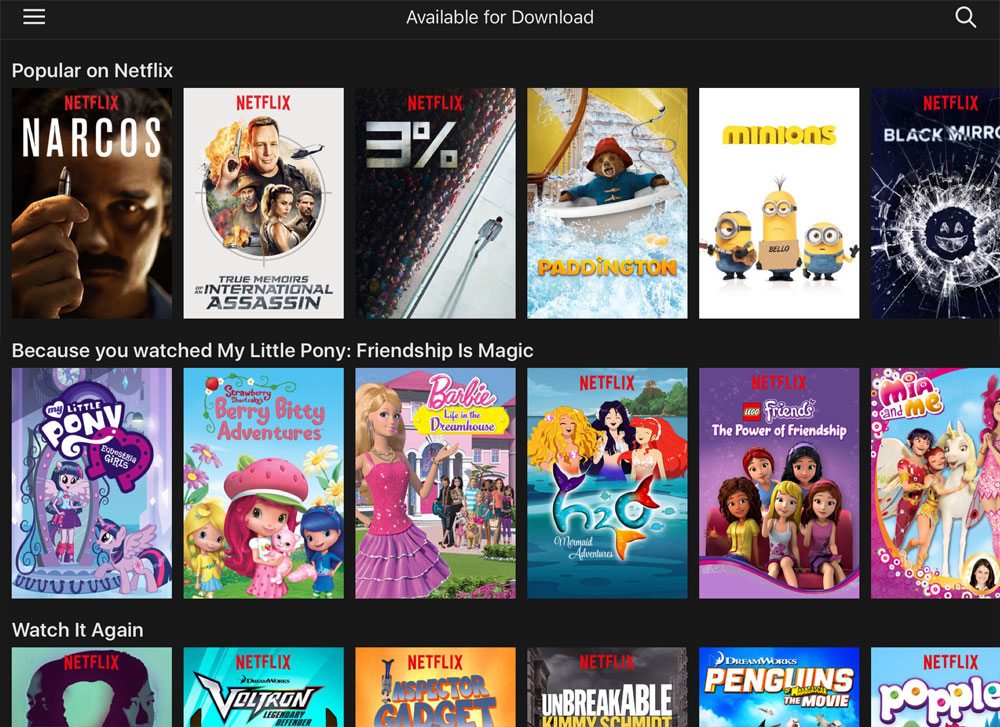 Available for Download
Popular on Netflix
NETFLIX
NARCOS
NETFLIX
TRUE MEMOIRS
OF AN INTERNATIONAL
ASSASSIN
NETFLIX
3%
PADDINGTON
minions
BELLO
NETFLIX
BLACK MIRRO
Because you watched My Little Pony: Friendship Is Magic
my LITTLE
PONY
EQUESTRIA
GIRLS
Strawberry
Shortcake's
Berry Bitty
Adventures
Barbie
Life in the
Dreamhouse
NETFLIX
h2o
Mermaid
Adventures
NETFLIX
LEGO Friends
The Power of Friendship
mia
and me
Watch It Again
NETFLIX
NETFLIX
DREAMWORKS
VOLTRON
LEGENDARY
DEFENDER
NETFLIX
INSPECTOR
GADGET
NETFLIX
UNBREAKABLE
KIMMY SCHMIDT
DREAMWORKS
PENGUINS
OF MADAGASCAR
THE MOVIE
NETFLIX
popple